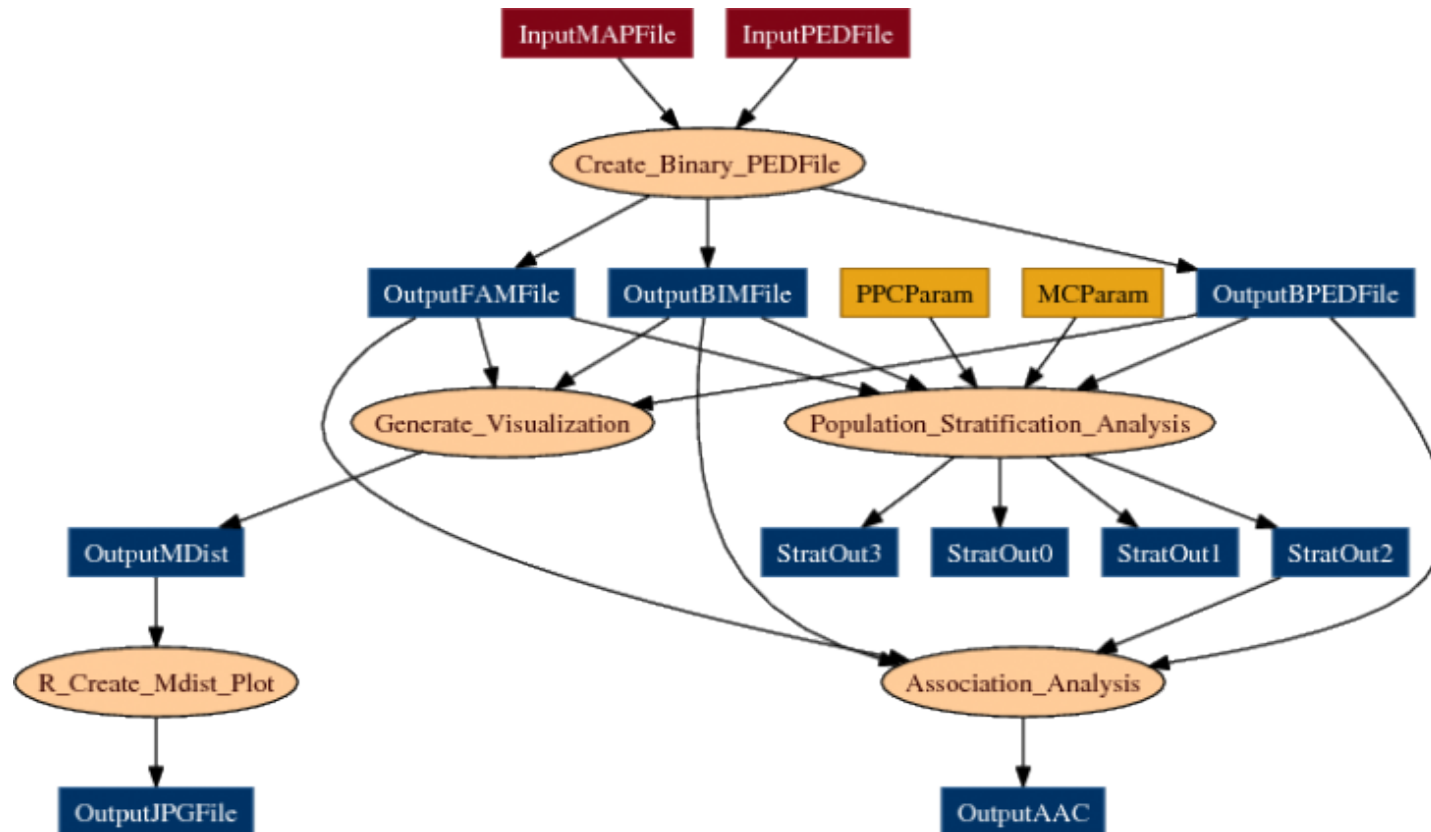 InputMAPFile
InputPEDFile
Create_Binary_PEDFile
OutputFAMFile
OutputBIMFile
PPCParam
MCParam
OutputBPEDFile
Generate_Visualization
Population_Stratification_Analysis
OutputMDist
StratOut3
StratOut0
StratOut1
StratOut2
R_Create_Mdist_Plot
Association_Analysis
OutputJPGFile
OutputAAC